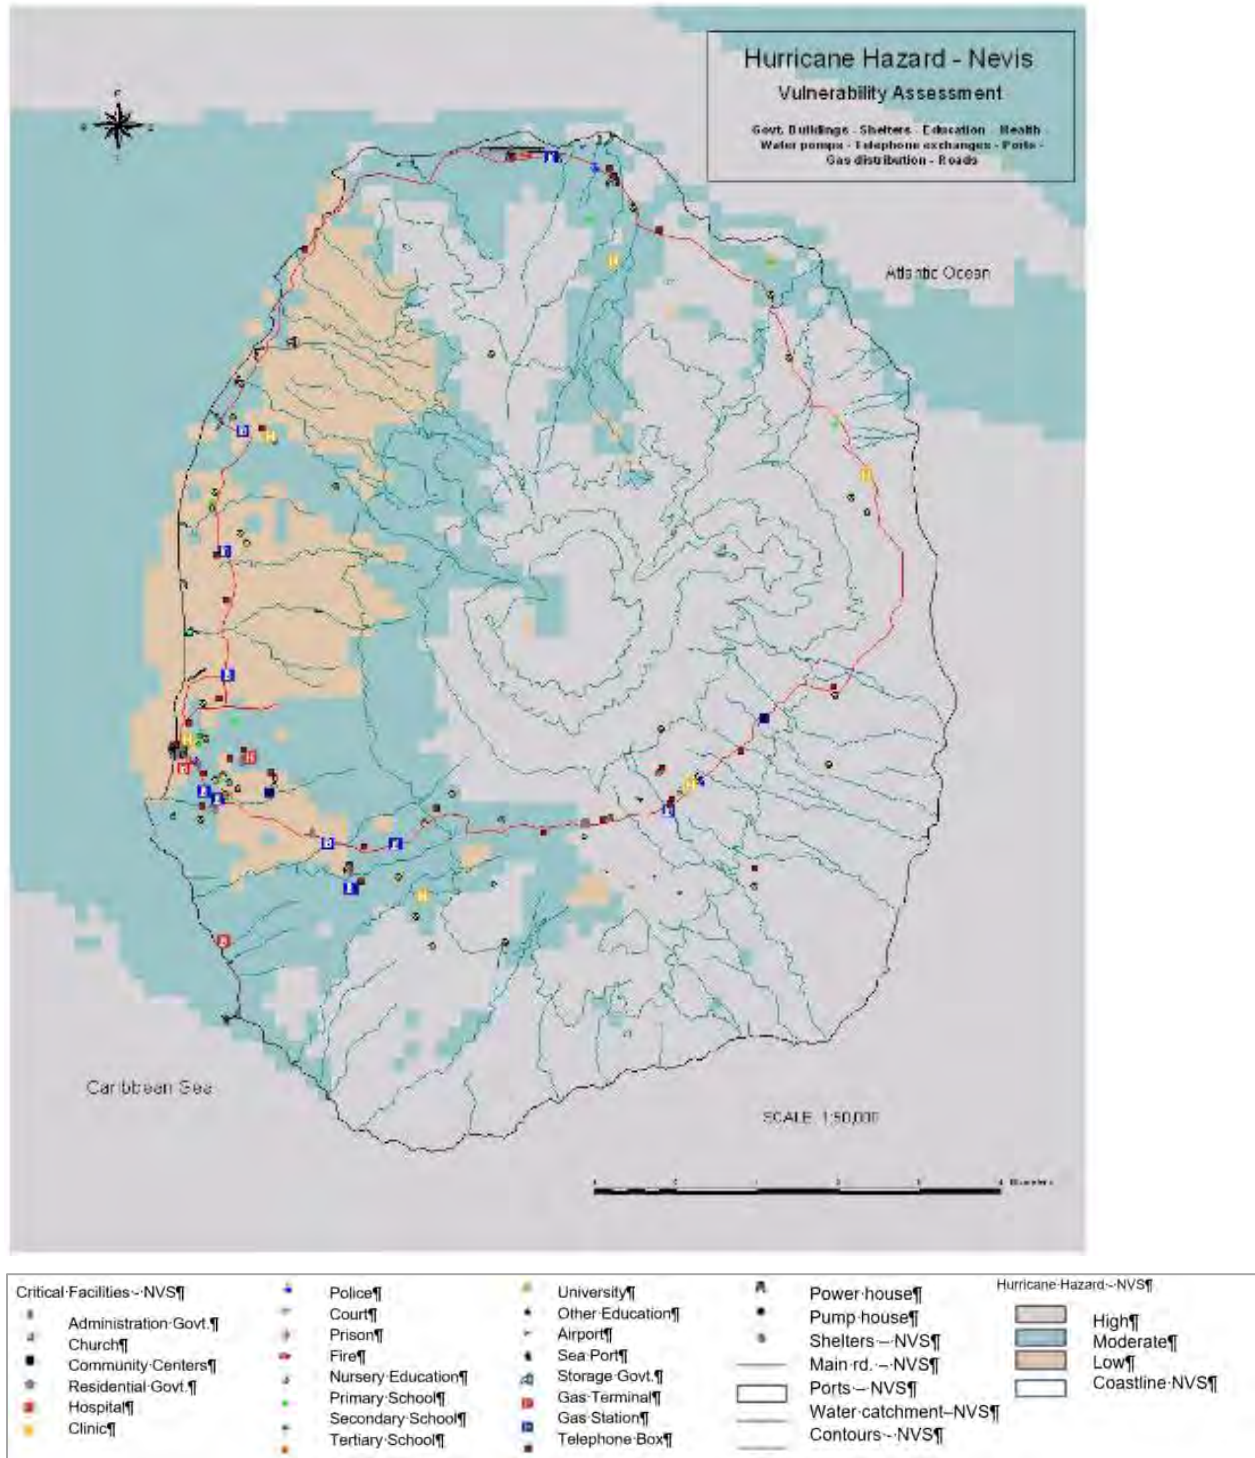 Hurricane Hazard - Nevis
Vulnerability Assessment
Govt. Buildings - Shelters - Education - Health -
Water pumps - Telephone exchanges - Ports -
Gas distribution - Roads
Atlantic Ocean
Caribbean Sea
SCALE 1:50,000
Critical·Facilities·-·NVS¶
Administration·Govt.¶
Church¶
Community·Centers¶
Residential·Govt.¶
Hospital¶
Clinic¶
Police¶
Court¶
Prison¶
Fire¶
Nursery·Education¶
Primary·School¶
Secondary·School¶
Tertiary·School¶
University¶
Other·Education¶
Airport¶
Sea·Port¶
Storage·Govt.¶
Gas·Terminal¶
Gas·Station¶
Telephone·Box¶
Power·house¶
Pump·house¶
Shelters·–·NVS¶
Main·rd.·–·NVS¶
Ports·–·NVS¶
Water·catchment–NVS¶
Contours·-·NVS¶
Hurricane·Hazard·-·NVS¶
High¶
Moderate¶
Low¶
Coastline·NVS¶